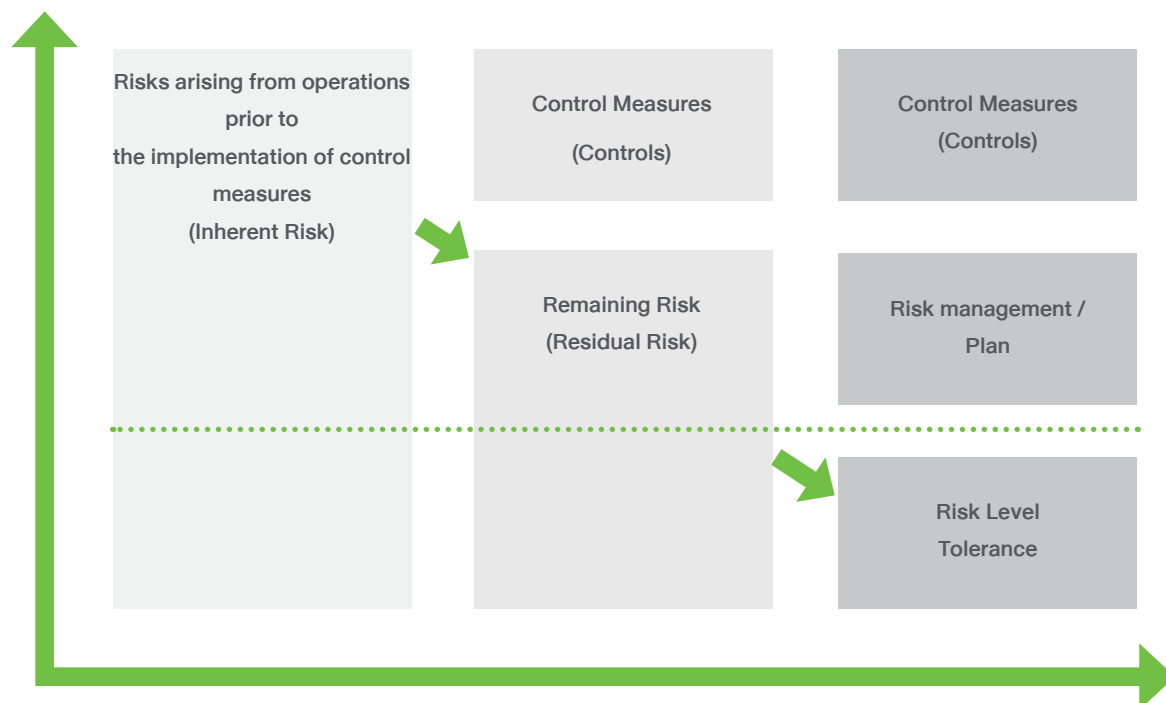 Risks arising from operations
prior to
the implementation of control
measures
(Inherent Risk)
Control Measures
(Controls)
Remaining Risk
(Residual Risk)
Control Measures
(Controls)
Risk management /
Plan
Risk Level
Tolerance